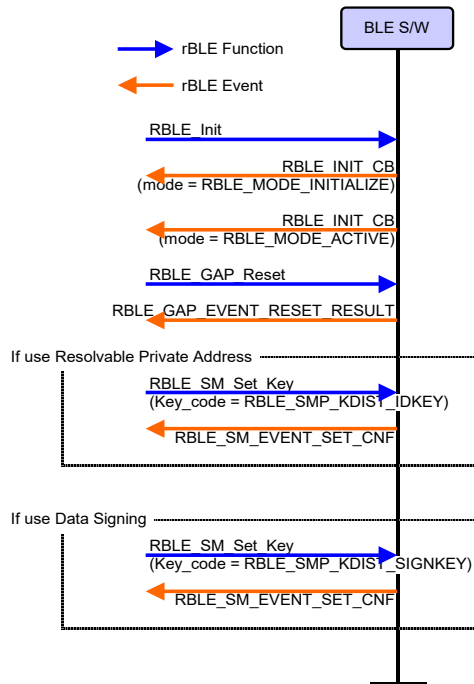 BLE S/W
rBLE Function
rBLE Event
RBLE_Init
RBLE_INIT_CB
(mode = RBLE_MODE_INITIALIZE)
RBLE_INIT_CB
(mode = RBLE_MODE_ACTIVE)
RBLE_GAP_Reset
RBLE_GAP_EVENT_RESET_RESULT
If use Resolvable Private Address
RBLE_SM_Set_Key
(Key_code = RBLE_SMP_KDIST_IDKEY)
RBLE_SM_EVENT_SET_CNF
If use Data Signing
RBLE_SM_Set_Key
(Key_code = RBLE_SMP_KDIST_SIGNKEY)
RBLE_SM_EVENT_SET_CNF